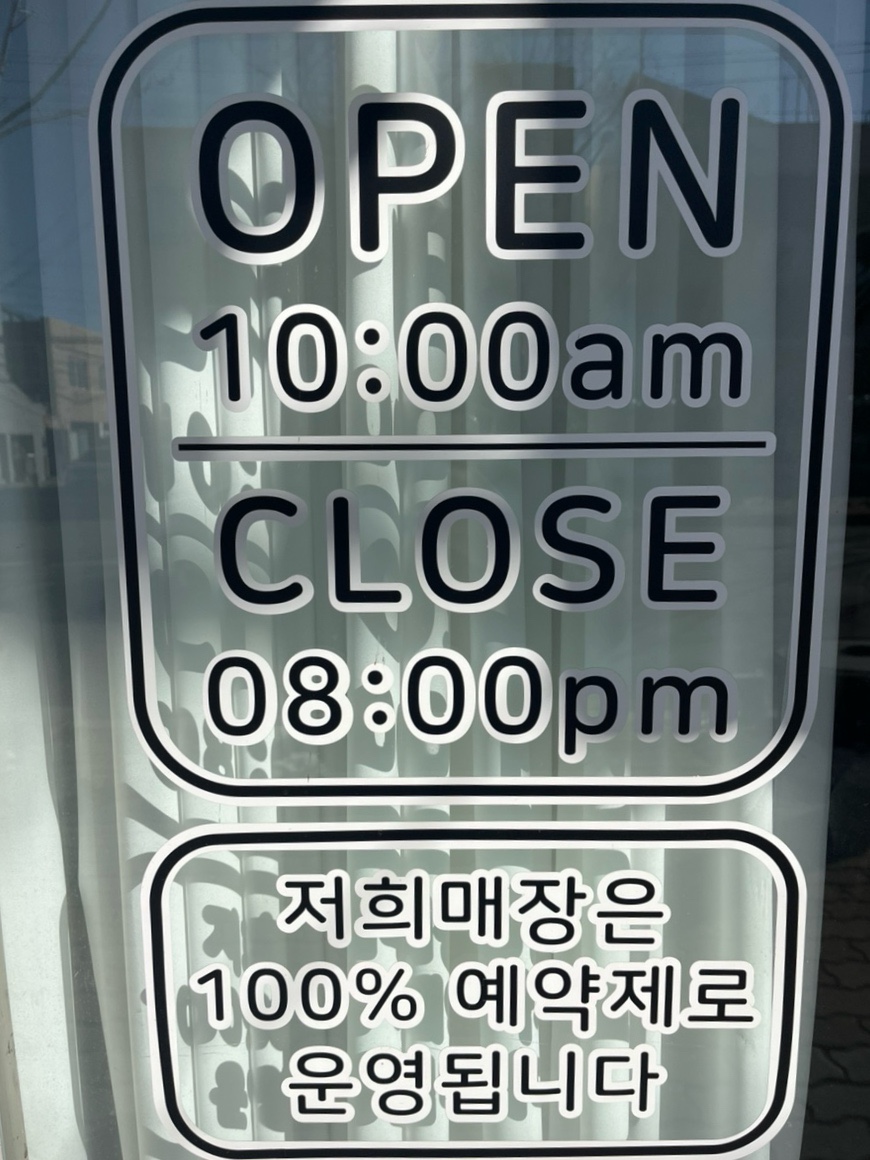 OPEN
10:00am
CLOSE
08:00pm
저희매장은
100% 예약제로
운영됩니다